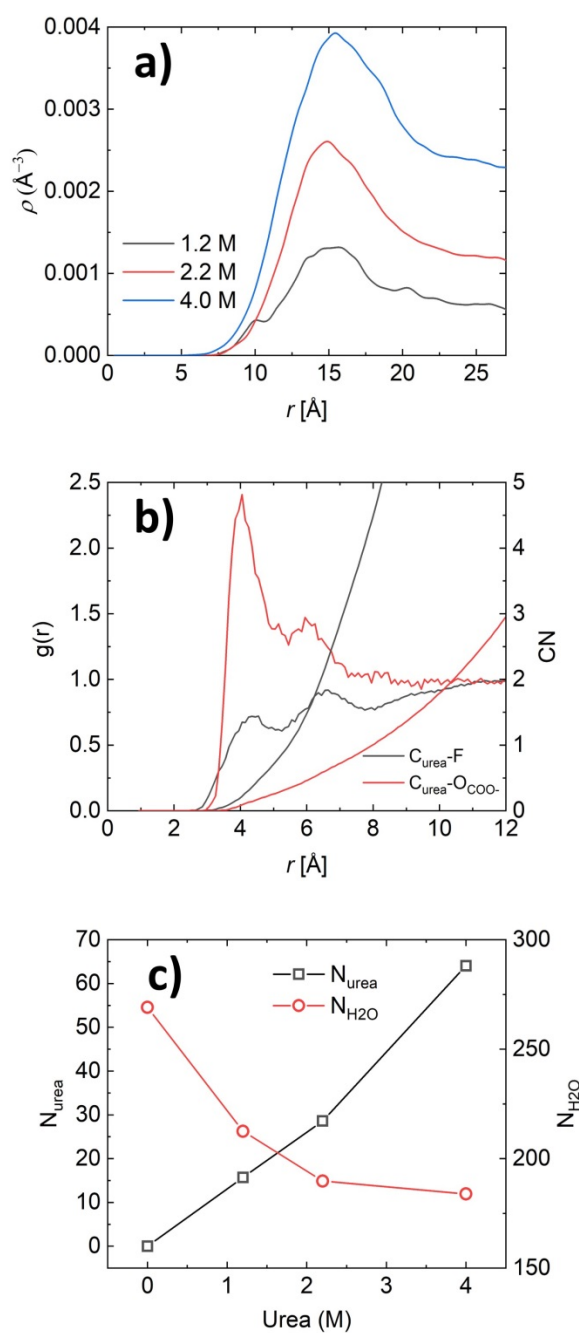 a)
0.004
0.003
0.002
0.001
0.000
ρ (Å⁻³)
1.2 M
2.2 M
4.0 M
0 5 10 15 20 25
r [Å]
b)
2.5
2.0
1.5
1.0
0.5
0.0
g(r)
5
4
3
2
1
0
CN
C_urea-F
C_urea-O_COO-
0 2 4 6 8 10 12
r [Å]
c)
70
60
50
40
30
20
10
0
N_urea
N_urea
N_H2O
300
250
200
150
N_H2O
0 1 2 3 4
Urea (M)